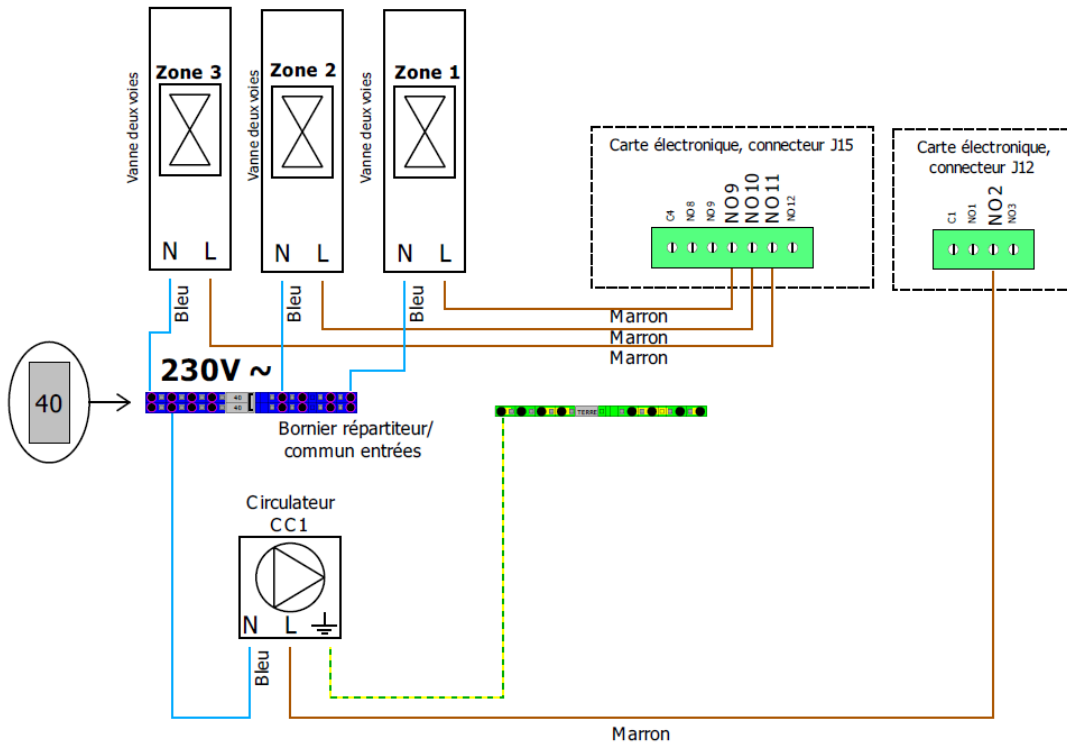 Vanne deux voies
Zone 3
N L
Vanne deux voies
Zone 2
N L
Vanne deux voies
Zone 1
N L
Carte électronique, connecteur J15
C4 NO8 NO9 NO9 NO10 NO11 NO12
Carte électronique,
connecteur J12
C1 NO1 NO2 NO3
Bleu
Bleu
Bleu
Marron
Marron
Marron
230V ~
40
40
40
TERRE
Bornier répartiteur/
commun entrées
Circulateur
CC1
N L
Bleu
Marron